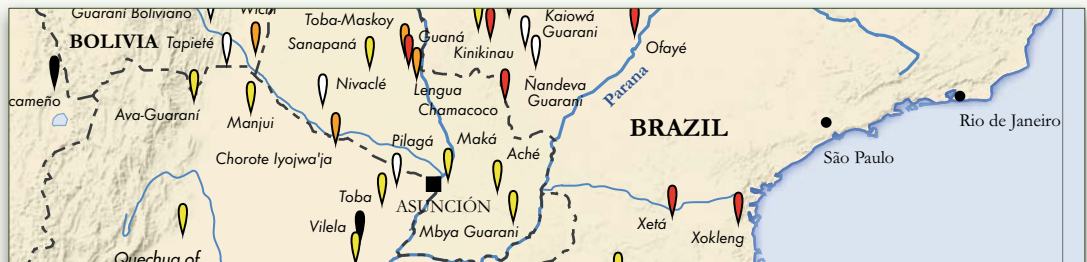 Guaraní Boliviano
Toba-Maskoy
Kaiowá
Guarani
BOLIVIA
Tapieté
Sanapaná
Guaná
Kinikinau
Ofayé
Nivaclé
Lengua
Ñandeva
Guarani
Parana
cameño
Ava-Guaraní
Manjui
Chamacoco
BRAZIL
Rio de Janeiro
Chorote Iyojwa'ja
Pilagá
Maká
Aché
São Paulo
Toba
ASUNCIÓN
Vilela
Mbya Guarani
Xetá
Xokleng
Quechua of